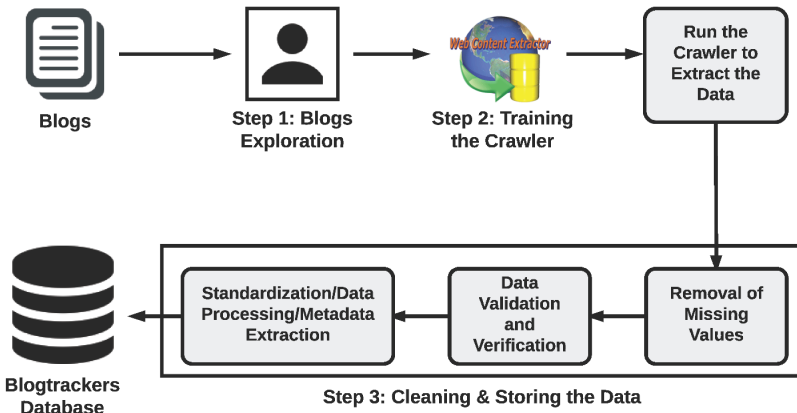 Blogs
Step 1: Blogs
Exploration
Web Content Extractor
Step 2: Training
the Crawler
Run the
Crawler to
Extract the
Data
Removal of
Missing
Values
Data
Validation
and
Verification
Standardization/Data
Processing/Metadata
Extraction
Step 3: Cleaning & Storing the Data
Blogtrackers
Database